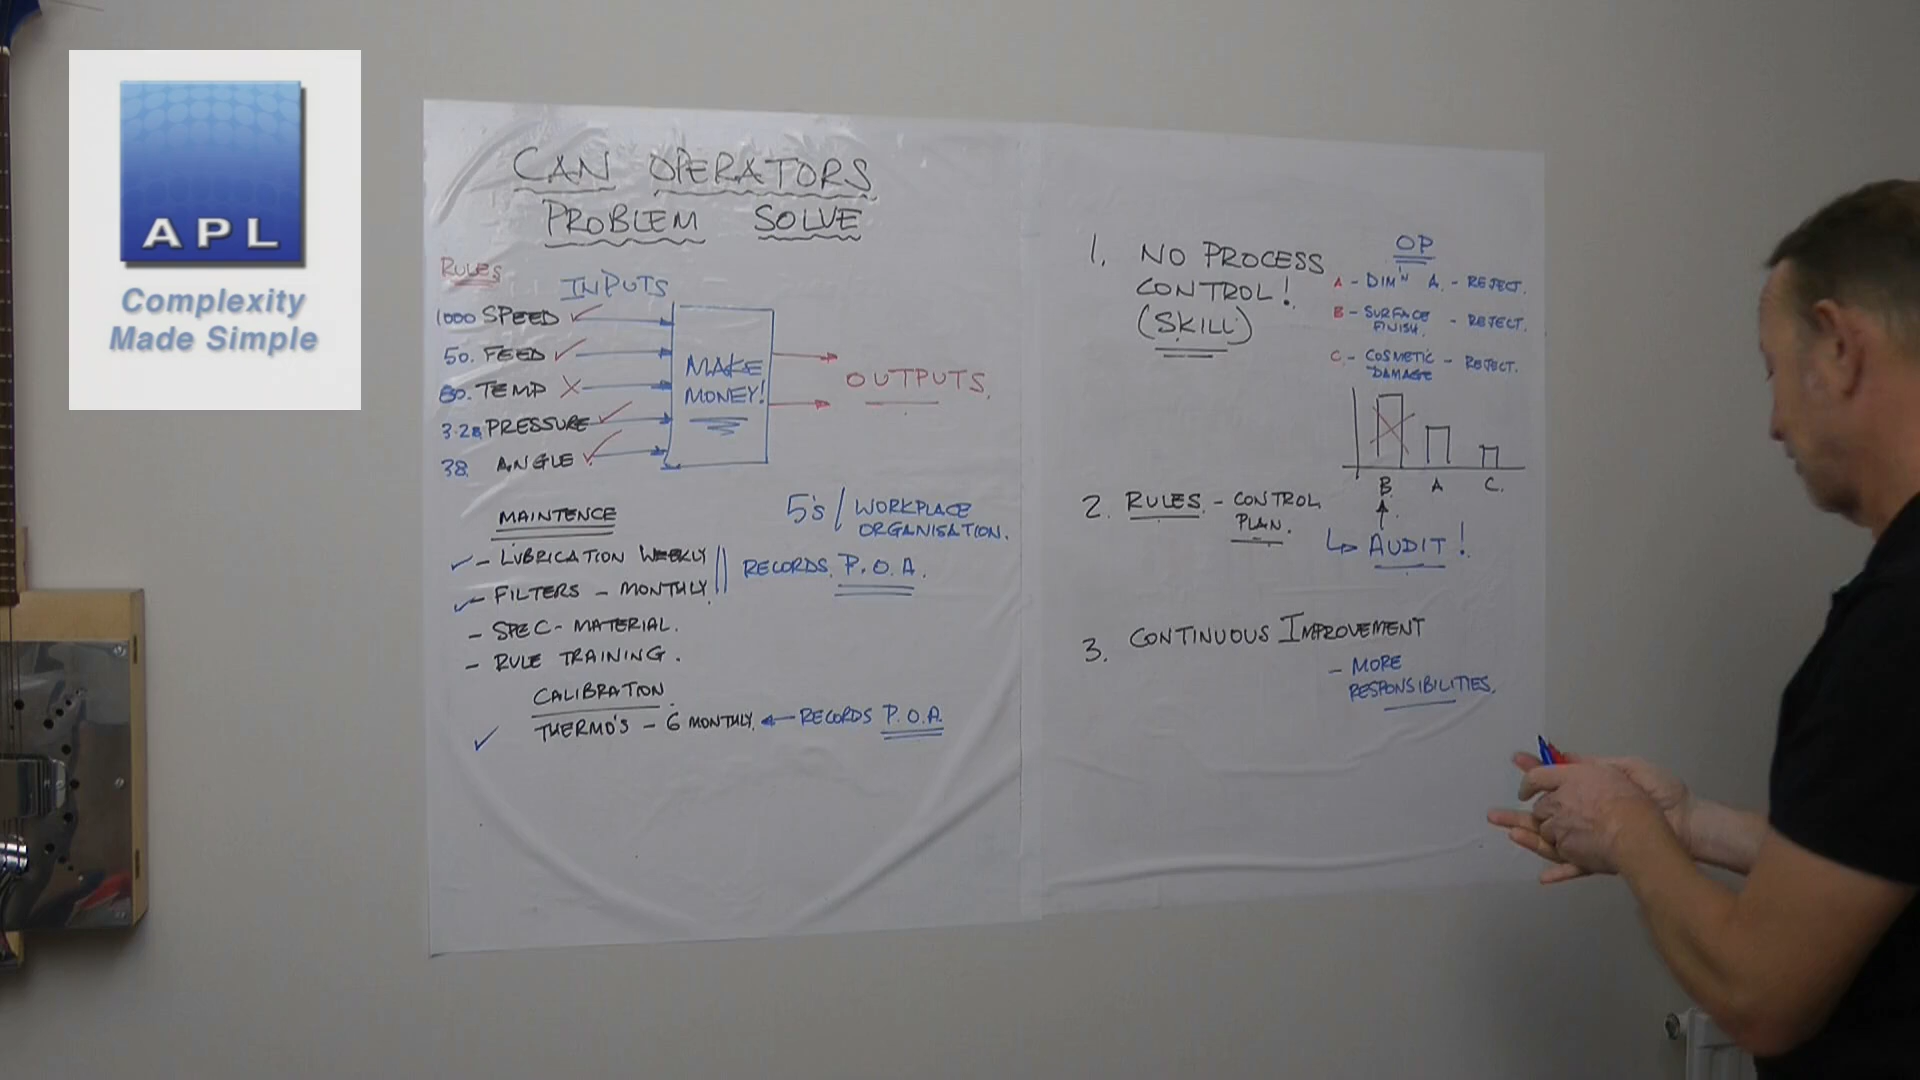 APL
Complexity
Made Simple
CAN OPERATORS
PROBLEM SOLVE
RULES
INPUTS
1000 SPEED
50. FEED
80. TEMP X
PRESSURE
38. ANGLE
MAKE
MONEY!
OUTPUTS.
MAINTENCE
- LUBRICATION WEEKLY
- FILTERS - MONTHLY.
- SPEC - MATERIAL.
- RULE TRAINING.
5's / WORKPLACE
ORGANISATION.
RECORDS. P.O.A.
CALIBRATION
THERMO'S - 6 MONTHLY. ← RECORDS P.O.A.
1. NO PROCESS
CONTROL!
(SKILL)
OP
A - DIM'N A. - REJECT.
B - SURFACE
FINISH. - REJECT.
C - COSMETIC
DAMAGE - REJECT.
B A C.
2. RULES - CONTROL
PLAN.
AUDIT!
3. CONTINUOUS IMPROVEMENT
- MORE
RESPONSIBILITIES.